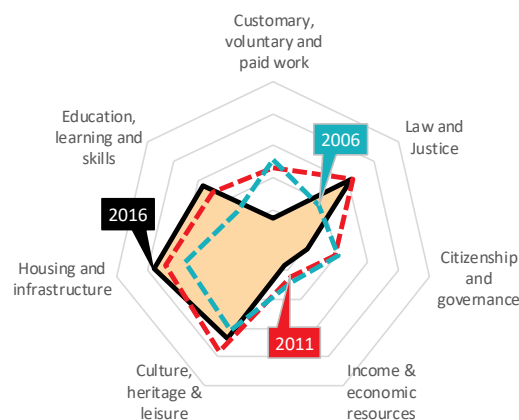 Customary,
voluntary and
paid work
Education,
learning and
skills
Law and
Justice
2006
2016
Housing and
infrastructure
Citizenship
and
governance
2011
Culture,
heritage &
leisure
Income &
economic
resources